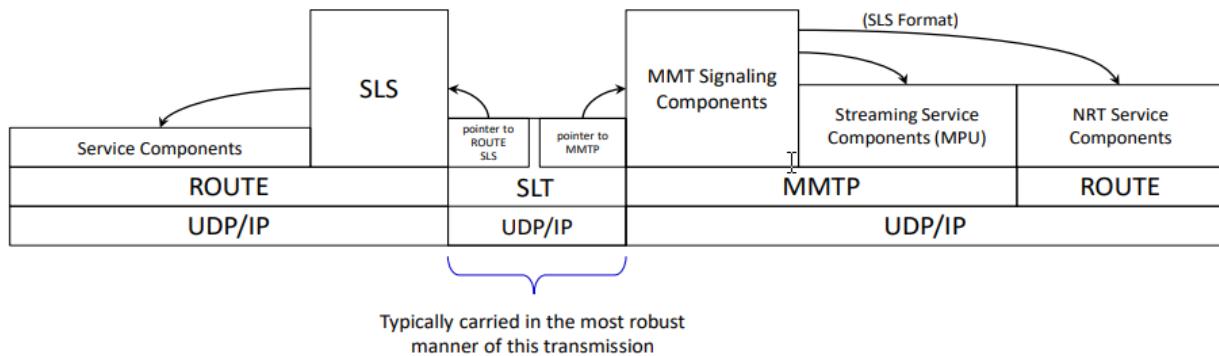 (SLS Format)
SLS
MMT Signaling
Components
Service Components
pointer to
ROUTE
SLS
pointer to
MMTP
Streaming Service
Components (MPU)
NRT Service
Components
ROUTE
SLT
MMTP
ROUTE
UDP/IP
UDP/IP
UDP/IP
Typically carried in the most robust
manner of this transmission